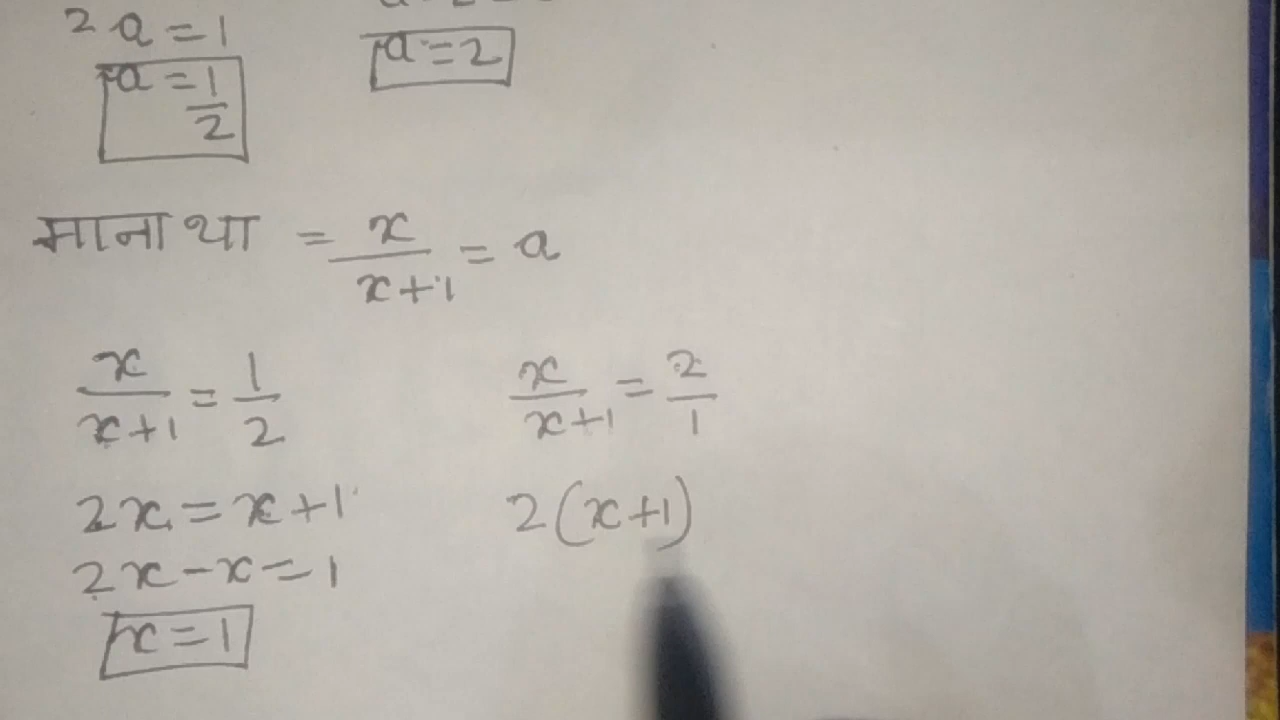 2a = 1
a = 2
a = 1/2
माना था = x/(x+1) = a
x/(x+1) = 1/2
x/(x+1) = 2/1
2x = x+1
2(x+1)
2x-x=1
x=1